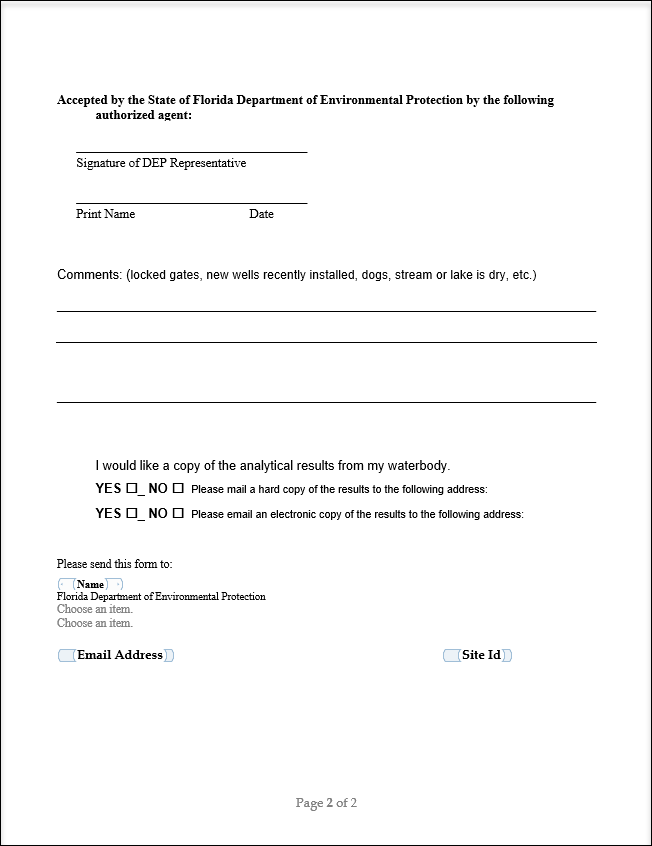 Accepted by the State of Florida Department of Environmental Protection by the following
authorized agent:
Signature of DEP Representative
Print Name Date
Comments: (locked gates, new wells recently installed, dogs, stream or lake is dry, etc.)
I would like a copy of the analytical results from my waterbody.
YES ☐_ NO ☐ Please mail a hard copy of the results to the following address:
YES ☐_ NO ☐ Please email an electronic copy of the results to the following address:
Please send this form to:
Name
Florida Department of Environmental Protection
Choose an item.
Choose an item.
Email Address Site Id
Page 2 of 2